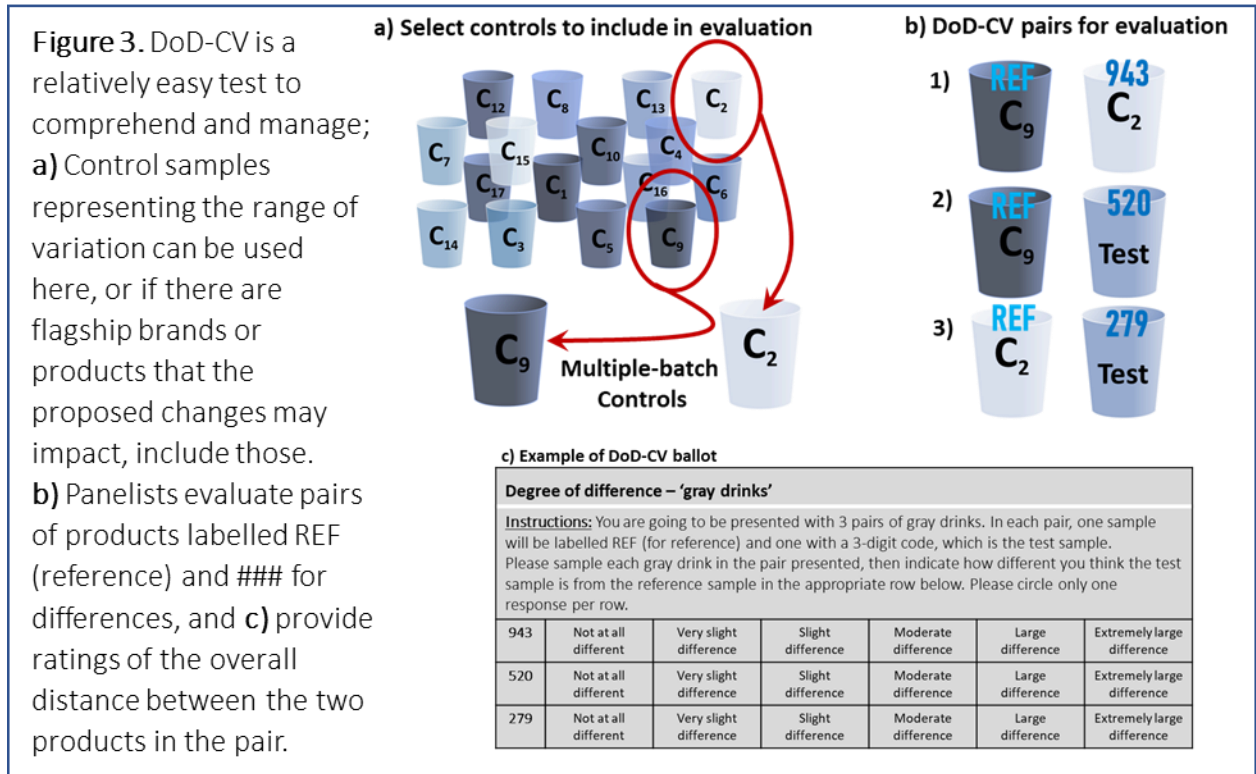 Figure 3. DoD-CV is a
relatively easy test to
comprehend and manage;
a) Control samples
representing the range of
variation can be used
here, or if there are
flagship brands or
products that the
proposed changes may
impact, include those.
b) Panelists evaluate pairs
of products labelled REF
(reference) and ### for
differences, and c) provide
ratings of the overall
distance between the two
products in the pair.
a) Select controls to include in evaluation
C12 C8 C13 C2
C7 C15 C10 C4
C17 C1 C16 C6
C14 C3 C5 C9
C9 C2
Multiple-batch
Controls
b) DoD-CV pairs for evaluation
1) REF 943
C9 C2
2) REF 520
C9 Test
3) REF 279
C2 Test
c) Example of DoD-CV ballot
Degree of difference – 'gray drinks'
Instructions: You are going to be presented with 3 pairs of gray drinks. In each pair, one sample
will be labelled REF (for reference) and one with a 3-digit code, which is the test sample.
Please sample each gray drink in the pair presented, then indicate how different you think the test
sample is from the reference sample in the appropriate row below. Please circle only one
response per row.
943 Not at all different Very slight difference Slight difference Moderate difference Large difference Extremely large difference
520 Not at all different Very slight difference Slight difference Moderate difference Large difference Extremely large difference
279 Not at all different Very slight difference Slight difference Moderate difference Large difference Extremely large difference